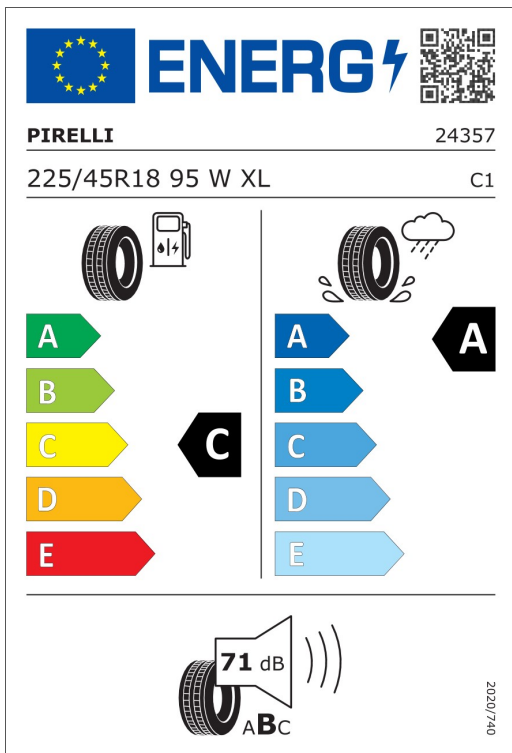 ENERG
PIRELLI 24357
225/45R18 95 W XL C1
A A A
B B
C C C
D D
E E
71 dB
ABC
2020/740